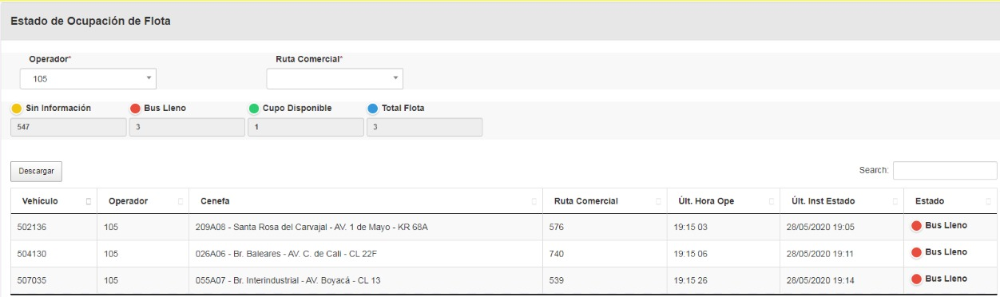 Estado de Ocupación de Flota
Operador* Ruta Comercial*
105
Sin Información Bus Lleno Cupo Disponible Total Flota
547 3 1 3
Descargar Search:
Vehículo Operador Cenefa Ruta Comercial Últ. Hora Ope Últ. Inst Estado Estado
502136 105 209A08 - Santa Rosa del Carvajal - AV. 1 de Mayo - KR 68A 576 19:15 03 28/05/2020 19:05 Bus Lleno
504130 105 026A06 - Br. Baleares - AV. C. de Cali - CL 22F 740 19:15 06 28/05/2020 19:11 Bus Lleno
507035 105 055A07 - Br. Interindustrial - AV. Boyacá - CL 13 539 19:15 26 28/05/2020 19:14 Bus Lleno